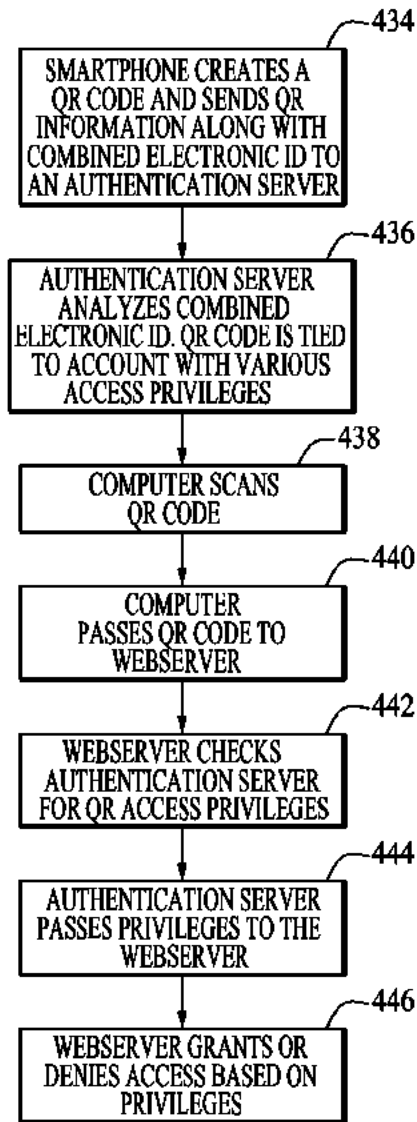 434
SMARTPHONE CREATES A
QR CODE AND SENDS QR
INFORMATION ALONG WITH
COMBINED ELECTRONIC ID TO
AN AUTHENTICATION SERVER
436
AUTHENTICATION SERVER
ANALYZES COMBINED
ELECTRONIC ID. QR CODE IS TIED
TO ACCOUNT WITH VARIOUS
ACCESS PRIVILEGES
438
COMPUTER SCANS
QR CODE
440
COMPUTER
PASSES QR CODE TO
WEBSERVER
442
WEBSERVER CHECKS
AUTHENTICATION SERVER
FOR QR ACCESS PRIVILEGES
444
AUTHENTICATION SERVER
PASSES PRIVILEGES TO THE
WEBSERVER
446
WEBSERVER GRANTS OR
DENIES ACCESS BASED ON
PRIVILEGES